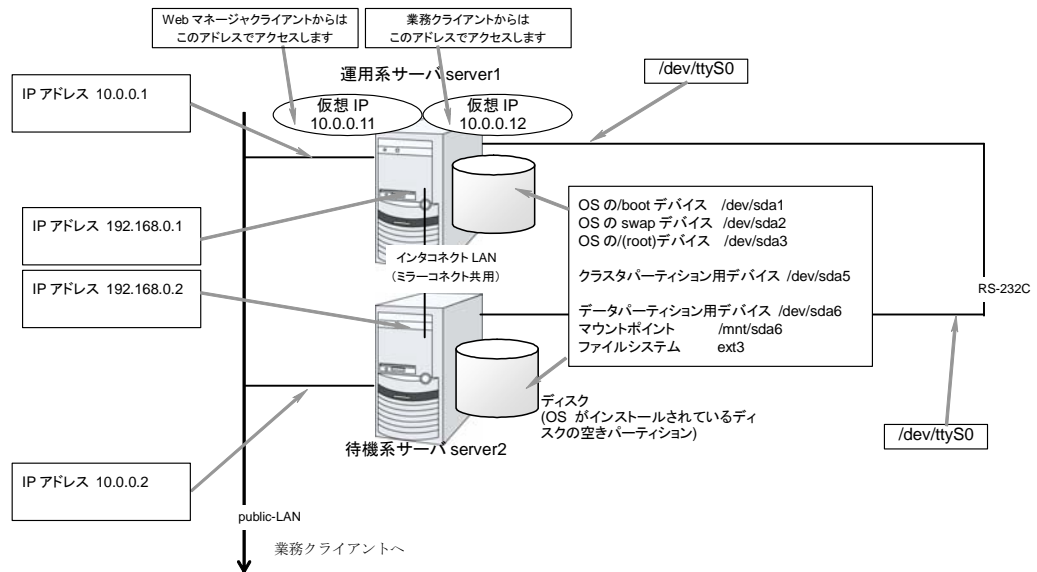 Web マネージャクライアントからは
このアドレスでアクセスします
業務クライアントからは
このアドレスでアクセスします
運用系サーバ server1
/dev/ttyS0
IP アドレス 10.0.0.1
仮想 IP
10.0.0.11
仮想 IP
10.0.0.12
IP アドレス 192.168.0.1
OS の/boot デバイス /dev/sda1
OS の swap デバイス /dev/sda2
OS の/(root)デバイス /dev/sda3
クラスタパーティション用デバイス /dev/sda5
データパーティション用デバイス /dev/sda6
マウントポイント /mnt/sda6
ファイルシステム ext3
インタコネクト LAN
（ミラーコネクト共用）
IP アドレス 192.168.0.2
RS-232C
ディスク
(OS がインストールされているディ
スクの空きパーティション)
/dev/ttyS0
待機系サーバ server2
IP アドレス 10.0.0.2
public-LAN
業務クライアントへ